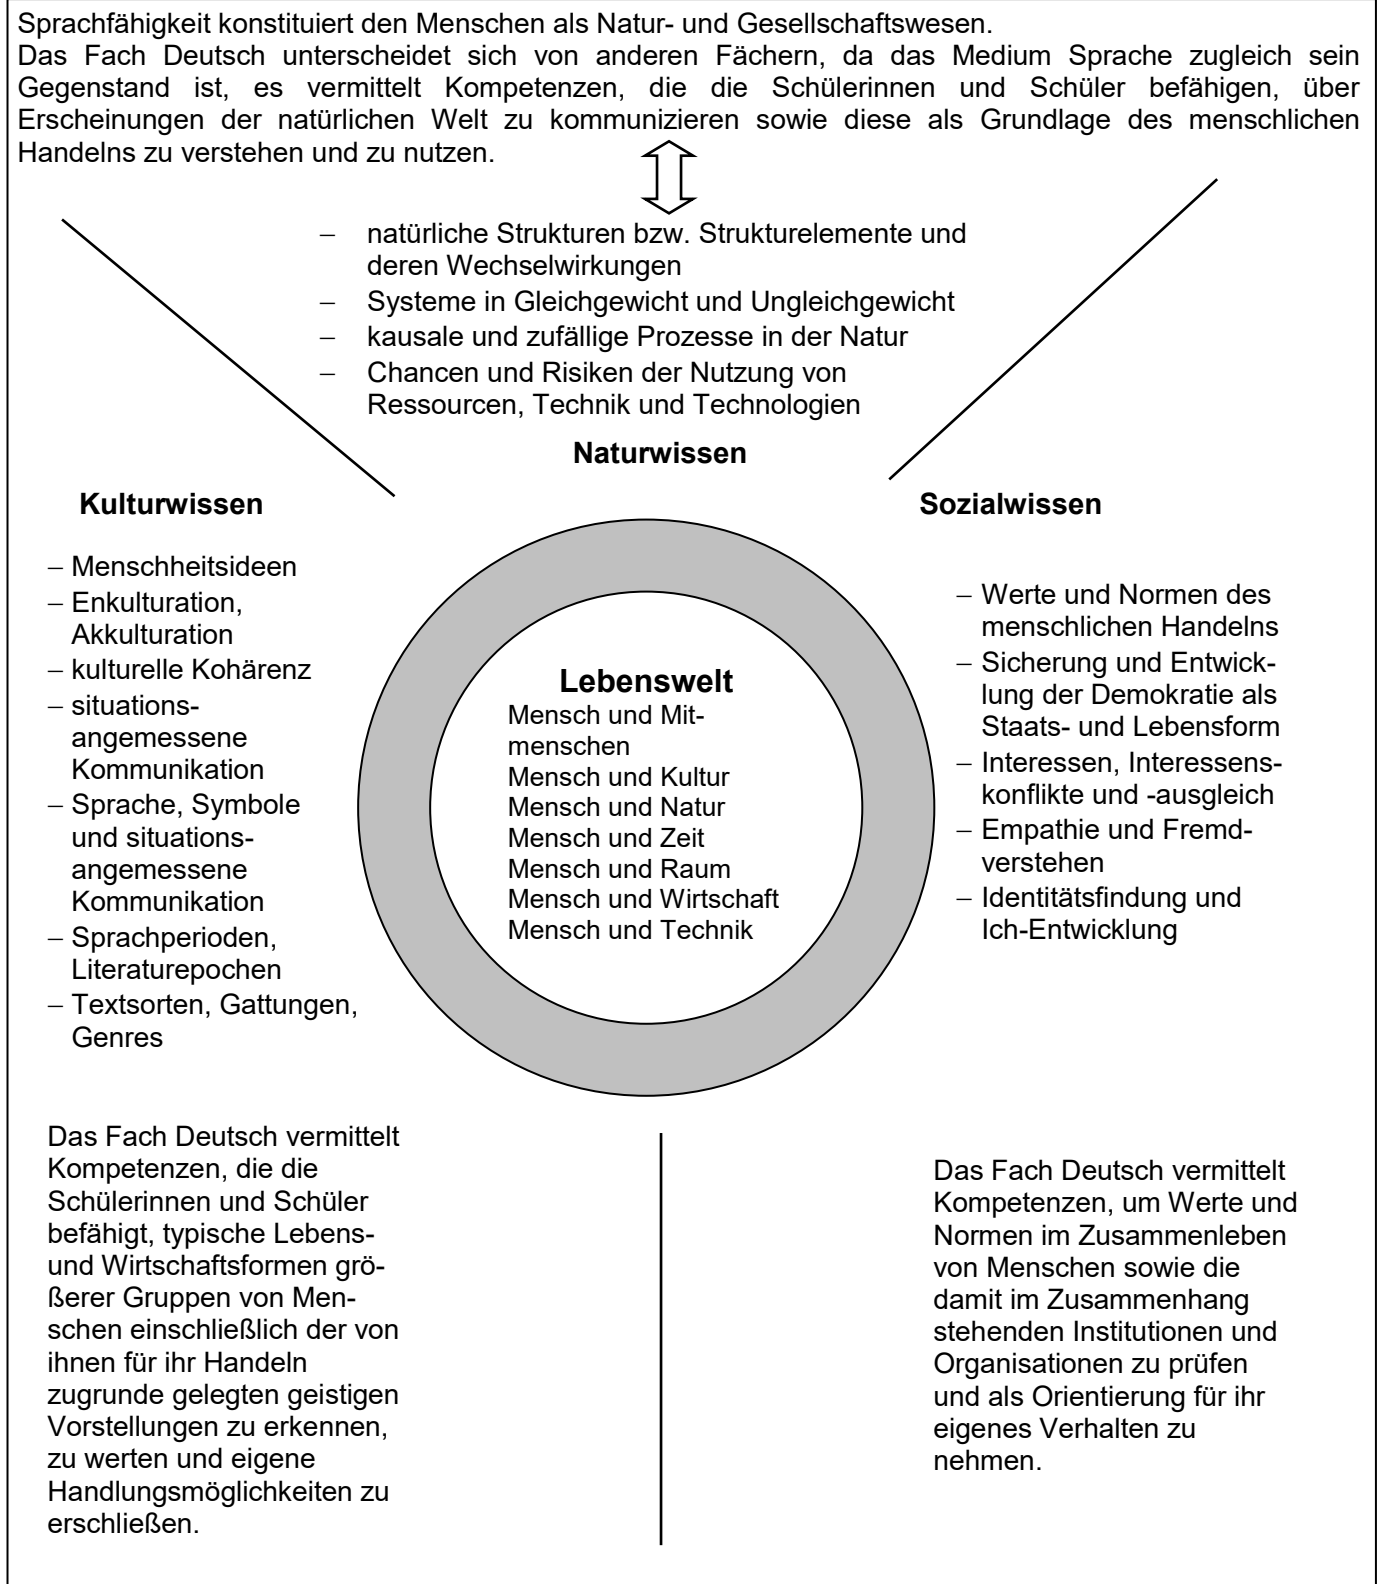 Sprachfähigkeit konstituiert den Menschen als Natur- und Gesellschaftswesen.
Das Fach Deutsch unterscheidet sich von anderen Fächern, da das Medium Sprache zugleich sein
Gegenstand ist, es vermittelt Kompetenzen, die die Schülerinnen und Schüler befähigen, über
Erscheinungen der natürlichen Welt zu kommunizieren sowie diese als Grundlage des menschlichen
Handelns zu verstehen und zu nutzen.
– natürliche Strukturen bzw. Strukturelemente und
deren Wechselwirkungen
– Systeme in Gleichgewicht und Ungleichgewicht
– kausale und zufällige Prozesse in der Natur
– Chancen und Risiken der Nutzung von
Ressourcen, Technik und Technologien
Naturwissen
Kulturwissen
– Menschheitsideen
– Enkulturation,
Akkulturation
– kulturelle Kohärenz
– situations-
angemessene
Kommunikation
– Sprache, Symbole
und situations-
angemessene
Kommunikation
– Sprachperioden,
Literaturepochen
– Textsorten, Gattungen,
Genres
Lebenswelt
Mensch und Mit-
menschen
Mensch und Kultur
Mensch und Natur
Mensch und Zeit
Mensch und Raum
Mensch und Wirtschaft
Mensch und Technik
Sozialwissen
– Werte und Normen des
menschlichen Handelns
– Sicherung und Entwick-
lung der Demokratie als
Staats- und Lebensform
– Interessen, Interessens-
konflikte und -ausgleich
– Empathie und Fremd-
verstehen
– Identitätsfindung und
Ich-Entwicklung
Das Fach Deutsch vermittelt
Kompetenzen, die die
Schülerinnen und Schüler
befähigt, typische Lebens-
und Wirtschaftsformen grö-
ßerer Gruppen von Men-
schen einschließlich der von
ihnen für ihr Handeln
zugrunde gelegten geistigen
Vorstellungen zu erkennen,
zu werten und eigene
Handlungsmöglichkeiten zu
erschließen.
Das Fach Deutsch vermittelt
Kompetenzen, um Werte und
Normen im Zusammenleben
von Menschen sowie die
damit im Zusammenhang
stehenden Institutionen und
Organisationen zu prüfen
und als Orientierung für ihr
eigenes Verhalten zu
nehmen.